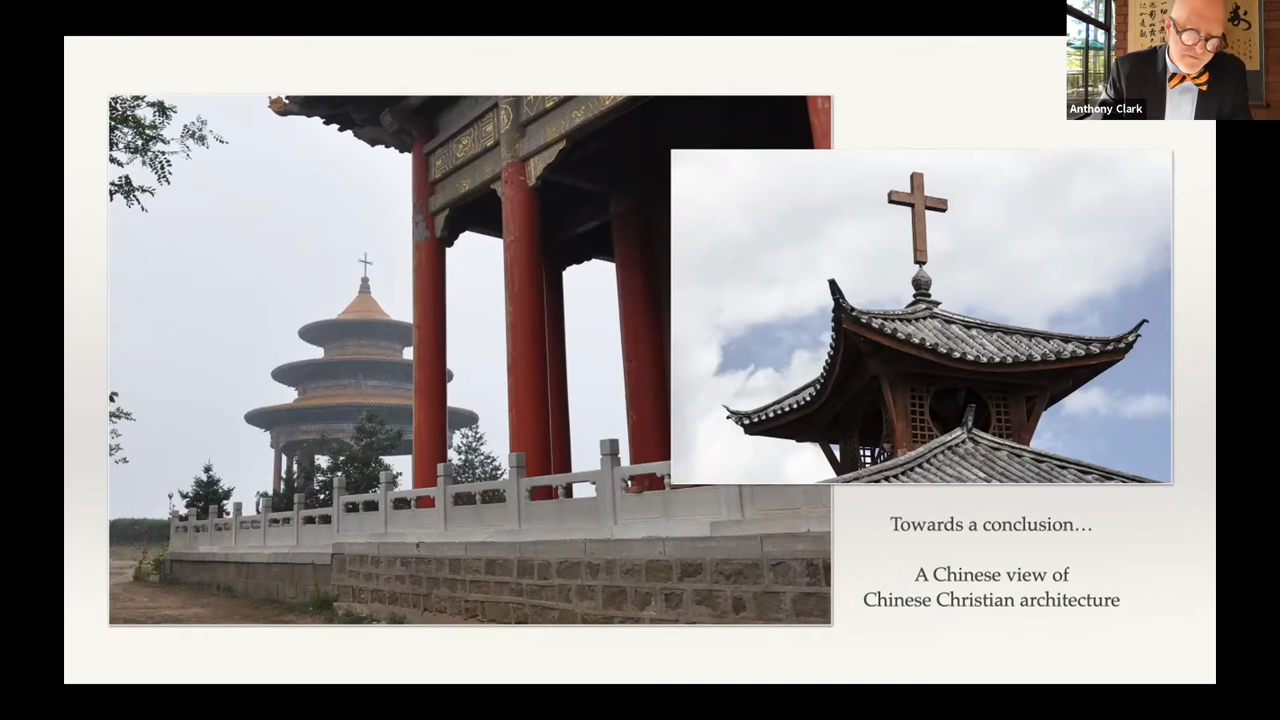 Anthony Clark
Towards a conclusion…
A Chinese view of
Chinese Christian architecture